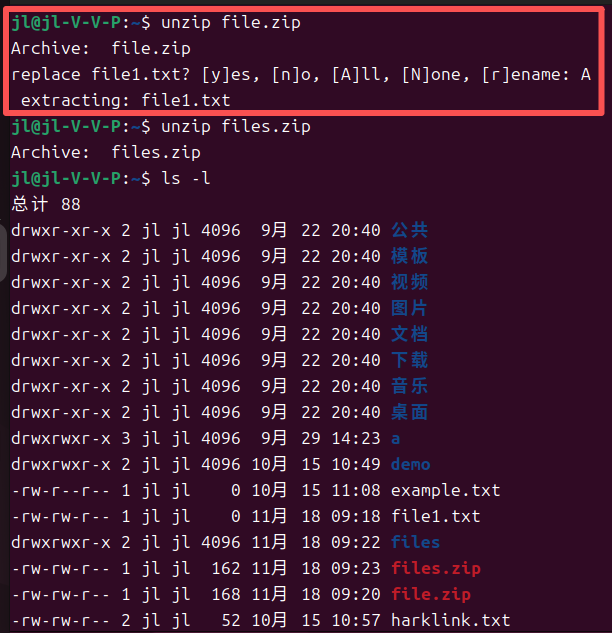 jl@jl-V-V-P:~$ unzip file.zip
Archive:  file.zip
replace file1.txt? [y]es, [n]o, [A]ll, [N]one, [r]ename: A
 extracting: file1.txt
jl@jl-V-V-P:~$ unzip files.zip
Archive:  files.zip
jl@jl-V-V-P:~$ ls -l
总计 88
drwxr-xr-x 2 jl jl 4096  9月 22 20:40 公共
drwxr-xr-x 2 jl jl 4096  9月 22 20:40 模板
drwxr-xr-x 2 jl jl 4096  9月 22 20:40 视频
drwxr-xr-x 2 jl jl 4096  9月 22 20:40 图片
drwxr-xr-x 2 jl jl 4096  9月 22 20:40 文档
drwxr-xr-x 2 jl jl 4096  9月 22 20:40 下载
drwxr-xr-x 2 jl jl 4096  9月 22 20:40 音乐
drwxr-xr-x 2 jl jl 4096  9月 22 20:40 桌面
drwxrwxr-x 3 jl jl 4096  9月 29 14:23 a
drwxrwxr-x 2 jl jl 4096 10月 15 10:49 demo
-rw-r--r-- 1 jl jl    0 10月 15 11:08 example.txt
-rw-rw-r-- 1 jl jl    0 11月 18 09:18 file1.txt
drwxrwxr-x 2 jl jl 4096 11月 18 09:22 files
-rw-rw-r-- 1 jl jl  162 11月 18 09:23 files.zip
-rw-rw-r-- 1 jl jl  168 11月 18 09:20 file.zip
-rw-rw-r-- 2 jl jl   52 10月 15 10:57 harklink.txt